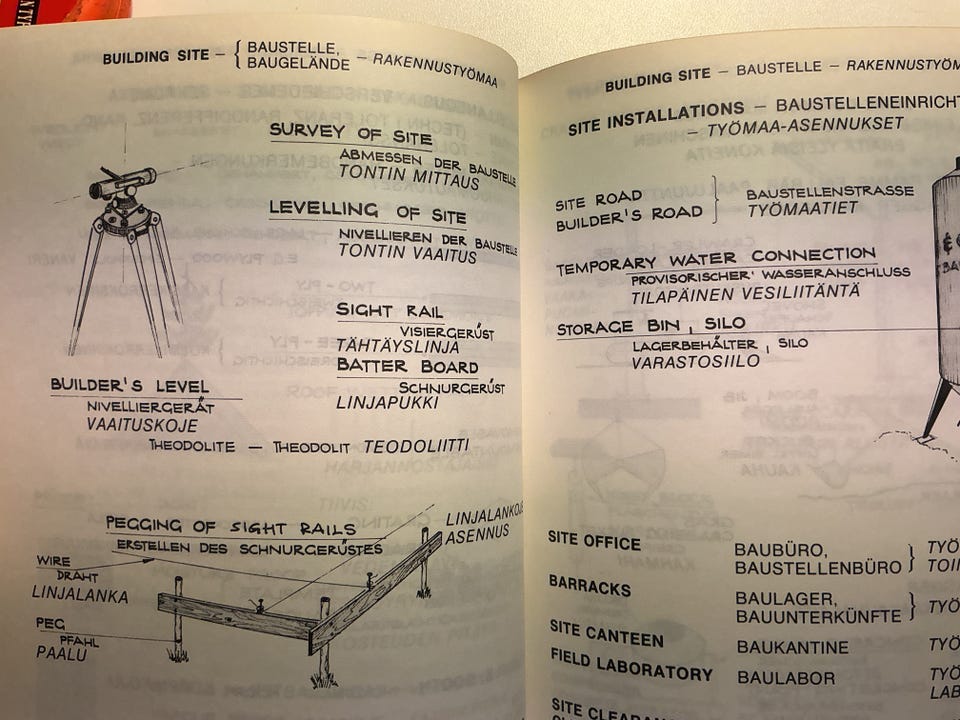 BUILDING SITE – { BAUSTELLE, BAUGELÄNDE – RAKENNUSTYÖMAA
SURVEY OF SITE
ABMESSEN DER BAUSTELLE
TONTIN MITTAUS
LEVELLING OF SITE
NIVELLIEREN DER BAUSTELLE
TONTIN VAAITUS
SIGHT RAIL
VISIERGERÜST
TÄHTÄYSLINJA
BATTER BOARD
SCHNURGERÜST
LINJAPUKKI
BUILDER'S LEVEL
NIVELLIERGERÄT
VAAITUSKOJE
THEODOLITE – THEODOLIT TEODOLIITTI
PEGGING OF SIGHT RAILS
ERSTELLEN DES SCHNURGERÜSTES
ASENNUS
WIRE
DRAHT
LINJALANKA
PEG
PFAHL
PAALU
BUILDING SITE – BAUSTELLE –
SITE INSTALLATIONS –
– TYÖMAA-ASENNUKSET
SITE ROAD
BUILDER'S ROAD
BAUSTELLENSTRASSE
TYÖMAATIET
TEMPORARY WATER CONNECTION
PROVISORISCHER WASSERANSCHLUSS
TILAPÄINEN VESILIITÄNTÄ
STORAGE BIN, SILO
LAGERBEHÄLTER, SILO
VARASTOSIILO
SITE OFFICE
BAUBÜRO,
BAUSTELLENBÜRO
BARRACKS
BAULAGER,
BAUUNTERKÜNFTE
SITE CANTEEN
BAUKANTINE
FIELD LABORATORY
BAULABOR
SITE